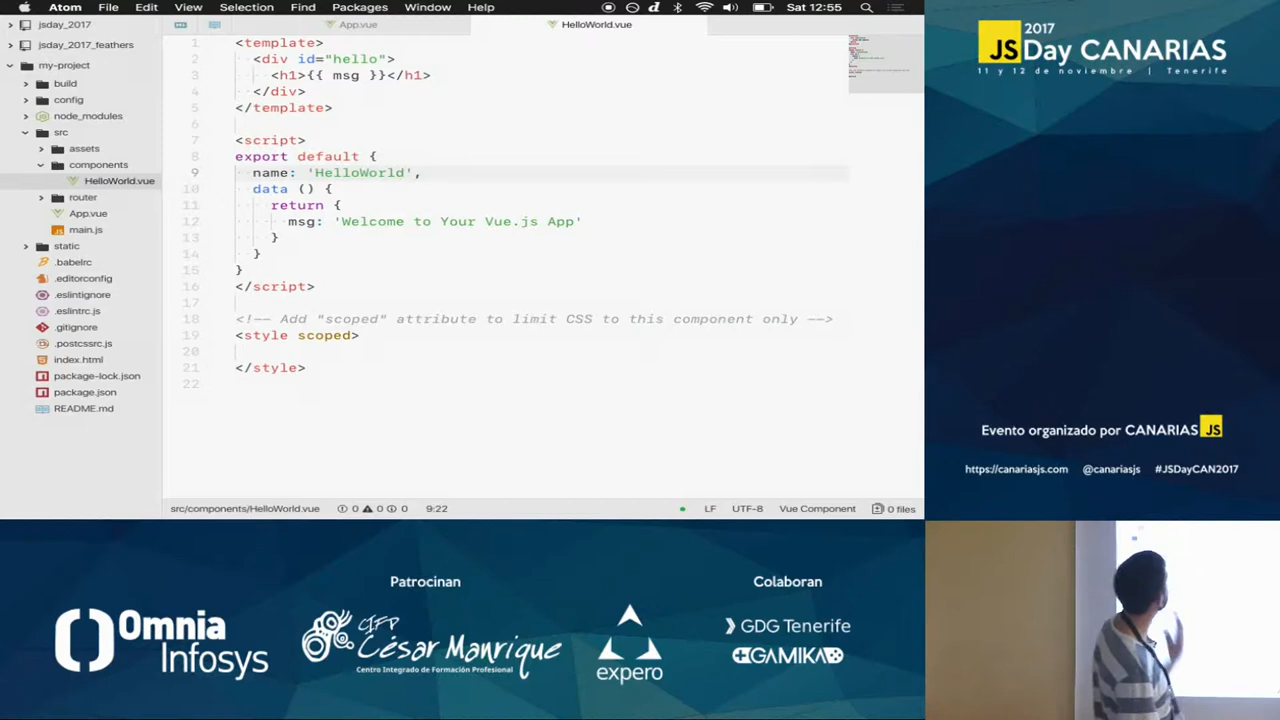 Atom File Edit View Selection Find Packages Window Help
Sat 12:55
jsday_2017
jsday_2017_feathers
my-project
build
config
node_modules
src
assets
components
HelloWorld.vue
router
App.vue
main.js
static
.babelrc
.editorconfig
.eslintignore
.eslintrc.js
.gitignore
.postcssrc.js
index.html
package-lock.json
package.json
README.md
App.vue
HelloWorld.vue
1 <template>
2 <div id="hello">
3 <h1>{{ msg }}</h1>
4 </div>
5 </template>
6
7 <script>
8 export default {
9 name: 'HelloWorld',
10 data () {
11 return {
12 msg: 'Welcome to Your Vue.js App'
13 }
14 }
15 }
16 </script>
17
18 <!-- Add "scoped" attribute to limit CSS to this component only -->
19 <style scoped>
20
21 </style>
22
src/components/HelloWorld.vue 0 0 0 9:22
LF UTF-8 Vue Component 0 files
2017
JSDay CANARIAS
11 y 12 de noviembre | Tenerife
Evento organizado por CANARIAS JS
https://canariasjs.com @canariasjs #JSDayCAN2017
Patrocinan
Omnia
Infosys
CIFP
César Manrique
Centro Integrado de Formación Profesional
expero
Colaboran
GDG Tenerife
GAMIKA